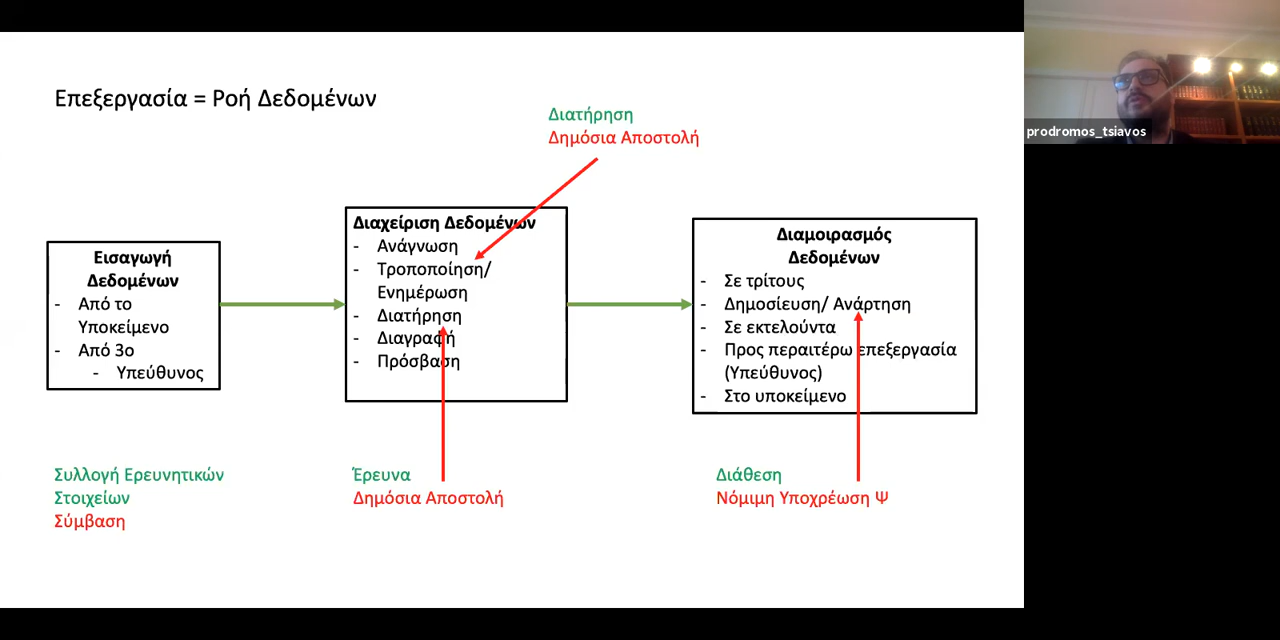 Επεξεργασία = Ροή Δεδομένων
Διατήρηση
Δημόσια Αποστολή
Εισαγωγή
Δεδομένων
- Από το
Υποκείμενο
- Από 3ο
- Υπεύθυνος
Διαχείριση Δεδομένων
- Ανάγνωση
- Τροποποίηση/
Ενημέρωση
- Διατήρηση
- Διαγραφή
- Πρόσβαση
Διαμοιρασμός
Δεδομένων
- Σε τρίτους
- Δημοσίευση/ Ανάρτηση
- Σε εκτελούντα
- Προς περαιτέρω επεξεργασία
(Υπεύθυνος)
- Στο υποκείμενο
Συλλογή Ερευνητικών
Στοιχείων
Σύμβαση
Έρευνα
Δημόσια Αποστολή
Διάθεση
Νόμιμη Υποχρέωση Ψ
prodromos_tsiavos